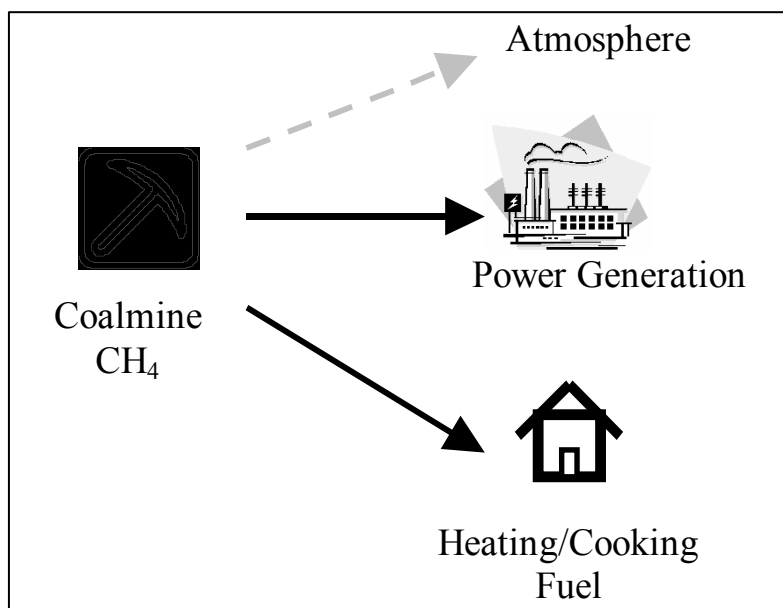 Atmosphere
Power Generation
Coalmine
CH₄
Heating/Cooking
Fuel